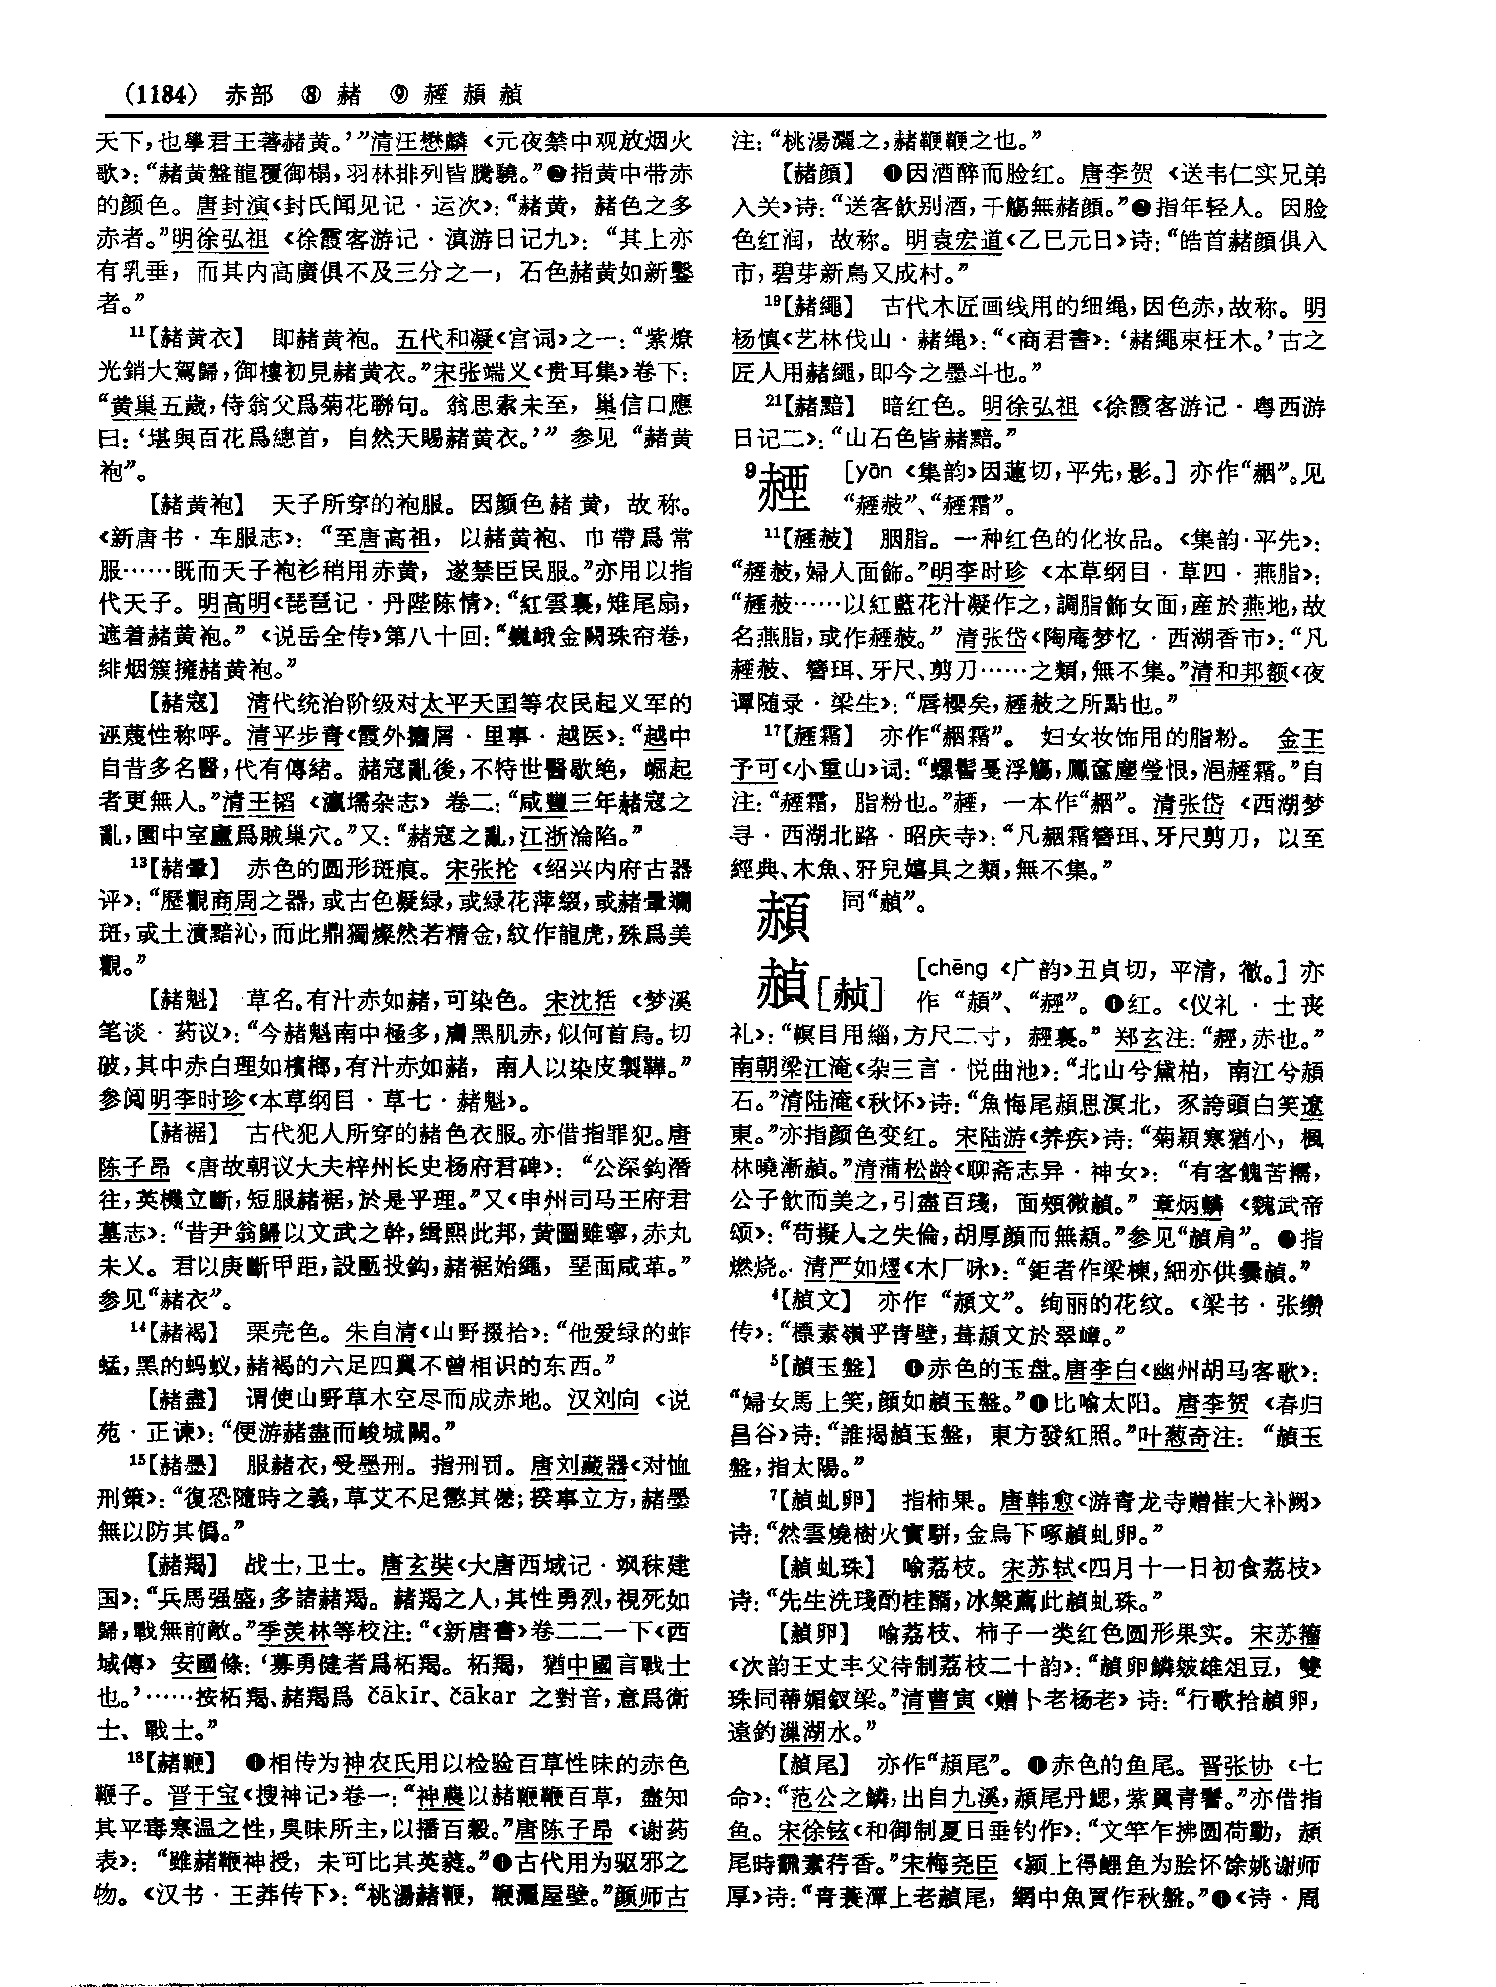 (1184) 赤部 ⑧ 赭 ⑨ 䞁 頳 赬
天下，也學君王著赭黄。’”清汪懋麟《元夜禁中观放烟火
歌》：“赭黄盤龍覆御榻，羽林排列皆騰驍。”❷指黄中带赤
的颜色。唐封演《封氏闻见记·运次》：“赭黄，赭色之多
赤者。”明徐弘祖《徐霞客游记·滇游日记九》：“其上亦
有乳垂，而其内高廣俱不及三分之一，石色赭黄如新鑿
者。”
11【赭黄衣】 即赭黄袍。五代和凝《宫词》之一：“紫燎
光銷大駕歸，御樓初見赭黄衣。”宋张端义《贵耳集》卷下：
“黄巢五歲，侍翁父爲菊花聯句。翁思索未至，巢信口應
曰：‘堪與百花爲總首，自然天賜赭黄衣。’”参见“赭黄
袍”。
【赭黄袍】 天子所穿的袍服。因颜色赭黄，故称。
《新唐书·车服志》：“至唐高祖，以赭黄袍、巾帶爲常
服……既而天子袍衫稍用赤黄，遂禁臣民服。”亦用以指
代天子。明高明《琵琶记·丹陛陈情》：“紅雲裏，雉尾扇，
遮着赭黄袍。”《说岳全传》第八十回：“巍峨金闕珠帘卷，
绯烟簇擁赭黄袍。”
【赭寇】 清代统治阶级对太平天国等农民起义军的
诬蔑性称呼。清平步青《霞外攟屑·里事·越医》：“越中
自昔多名醫，代有傳緒。赭寇亂後，不特世醫歇絶，崛起
者更無人。”清王韬《瀛壖杂志》卷二：“咸豐三年赭寇之
亂，園中室廬爲賊巢穴。”又：“赭寇之亂，江浙淪陷。”
13【赭暈】 赤色的圆形斑痕。宋张抡《绍兴内府古器
评》：“歷觀商周之器，或古色凝緑，或緑花萍綴，或赭暈斕
斑，或土漬黯沁，而此鼎獨燦然若精金，紋作龍虎，殊爲美
觀。”
【赭魁】 草名。有汁赤如赭，可染色。宋沈括《梦溪
笔谈·药议》：“今赭魁南中極多，膚黑肌赤，似何首烏。切
破，其中赤白理如檳榔，有汁赤如赭，南人以染皮製鞾。”
参阅明李时珍《本草纲目·草七·赭魁》。
【赭裾】 古代犯人所穿的赭色衣服。亦借指罪犯。唐
陈子昂《唐故朝议大夫梓州长史杨府君碑》：“公深鈎潛
往，英機立斷，短服赭裾，於是乎理。”又《申州司马王府君
墓志》：“昔尹翁歸以文武之幹，缉熙此邦，黄圖雖寧，赤丸
未乂。君以庚斷甲距，設匭投鈎，赭裾始繩，堊面咸革。”
参见“赭衣”。
14【赭褐】 栗壳色。朱自清《山野掇拾》：“他爱绿的蚱
蜢，黑的蚂蚁，赭褐的六足四翼不曾相识的东西。”
【赭盡】 谓使山野草木空尽而成赤地。汉刘向《说
苑·正谏》：“便游赭盡而峻城闕。”
15【赭墨】 服赭衣，受墨刑。指刑罚。唐刘藏器《对恤
刑策》：“復恐隨時之義，草艾不足懲其愆；揆事立方，赭墨
無以防其僞。”
【赭羯】 战士，卫士。唐玄奘《大唐西域记·飒秣建
国》：“兵馬强盛，多諸赭羯。赭羯之人，其性勇烈，視死如
歸，戰無前敵。”季羡林等校注：“《新唐書》卷二二一下《西
域傳》安國條：‘募勇健者爲柘羯。柘羯，猶中國言戰士
也。’……按柘羯、赭羯爲 čākīr、čākar 之對音，意爲衛
士、戰士。”
18【赭鞭】 ❶相传为神农氏用以检验百草性味的赤色
鞭子。晋干宝《搜神记》卷一：“神農以赭鞭鞭百草，盡知
其平毒寒温之性，臭味所主，以播百穀。”唐陈子昂《谢药
表》：“雖赭鞭神授，未可比其英蕤。”❷古代用为驱邪之
物。《汉书·王莽传下》：“桃湯赭鞭，鞭灑屋壁。”颜师古
注：“桃湯灑之，赭鞭鞭之也。”
【赭顔】 ❶因酒醉而脸红。唐李贺《送韦仁实兄弟
入关》诗：“送客飲别酒，千觴無赭顔。”❷指年轻人。因脸
色红润，故称。明袁宏道《乙巳元日》诗：“皓首赭顔俱入
市，碧芽新鳥又成村。”
19【赭繩】 古代木匠画线用的细绳，因色赤，故称。明
杨慎《艺林伐山·赭绳》：“《商君書》：‘赭繩束枉木。’古之
匠人用赭繩，即今之墨斗也。”
21【赭黯】 暗红色。明徐弘祖《徐霞客游记·粤西游
日记二》：“山石色皆赭黯。”
9䞁 [yān《集韵》因蓮切，平先，影。]亦作“𦝫”。见
“䞁赦”、“䞁霜”。
11【䞁赦】 胭脂。一种红色的化妆品。《集韵·平先》：
“䞁赦，婦人面飾。”明李时珍《本草纲目·草四·燕脂》：
“䞁赦……以紅藍花汁凝作之，調脂飾女面，産於燕地，故
名燕脂，或作䞁赦。”清张岱《陶庵梦忆·西湖香市》：“凡
䞁赦、簪珥、牙尺、剪刀……之類，無不集。”清和邦额《夜
谭随录·梁生》：“唇櫻矣，䞁赦之所點也。”
17【䞁霜】 亦作“胭霜”。妇女妆饰用的脂粉。金王
予可《小重山》词：“螺髻戛浮觴，鳳奩塵瑩恨，浥䞁霜。”自
注：“䞁霜，脂粉也。”䞁，一本作“胭”。清张岱《西湖梦
寻·西湖北路·昭庆寺》：“凡胭霜簪珥、牙尺剪刀，以至
經典、木魚、犽兒嬉具之類，無不集。”
頳 同“赬”。
赬[赪] [chēng《广韵》丑貞切，平清，徹。]亦
作“頳”、“䞓”。❶红。《仪礼·士丧
礼》：“幎目用緇，方尺二寸，䞓裏。”郑玄注：“䞓，赤也。”
南朝梁江淹《杂三言·悦曲池》：“北山兮黛柏，南江兮頳
石。”清陆淹《秋怀》诗：“魚悔尾頳思溟北，豕誇頭白笑遼
東。”亦指颜色变红。宋陆游《养疾》诗：“菊穎寒猶小，楓
林曉漸赬。”清蒲松龄《聊斋志异·神女》：“有客餽苦糯，
公子飲而美之，引盡百琖，面頰微赬。”章炳麟《魏武帝
颂》：“苟擬人之失倫，胡厚顔而無頳。”参见“赬肩”。❷指
燃烧。清严如熤《木厂咏》：“鉅者作梁棟，細亦供爨赬。”
4【赬文】 亦作“頳文”。绚丽的花纹。《梁书·张缵
传》：“標素嶺乎青壁，葺頳文於翠嶂。”
5【赬玉盤】 ❶赤色的玉盘。唐李白《幽州胡马客歌》：
“婦女馬上笑，顔如赬玉盤。”❷比喻太阳。唐李贺《春归
昌谷》诗：“誰揭赬玉盤，東方發紅照。”叶葱奇注：“赬玉
盤，指太陽。”
7【赬虬卵】 指柿果。唐韩愈《游青龙寺赠崔大补阙》
诗：“然雲燒樹火實駢，金烏下啄赬虬卵。”
【赬虬珠】 喻荔枝。宋苏轼《四月十一日初食荔枝》
诗：“先生洗琖酌桂醑，冰槃薦此赬虬珠。”
【赬卵】 喻荔枝、柿子一类红色圆形果实。宋苏籀
《次韵王丈丰父待制荔枝二十韵》：“赬卵鱗皴雄俎豆，雙
珠同蒂媚釵梁。”清曹寅《赠卜老杨老》诗：“行歌拾赬卵，
遠釣漅湖水。”
【赬尾】 亦作“頳尾”。❶赤色的鱼尾。晋张协《七
命》：“范公之鱗，出自九溪，頳尾丹鰓，紫翼青鬐。”亦借指
鱼。宋徐铉《和御制夏日垂钓作》：“文竿乍拂圆荷動，頳
尾時翻素荇香。”宋梅尧臣《颍上得鲤鱼为脍怀馀姚谢师
厚》诗：“青蓑潭上老赬尾，網中魚買作秋盤。”❷《诗·周